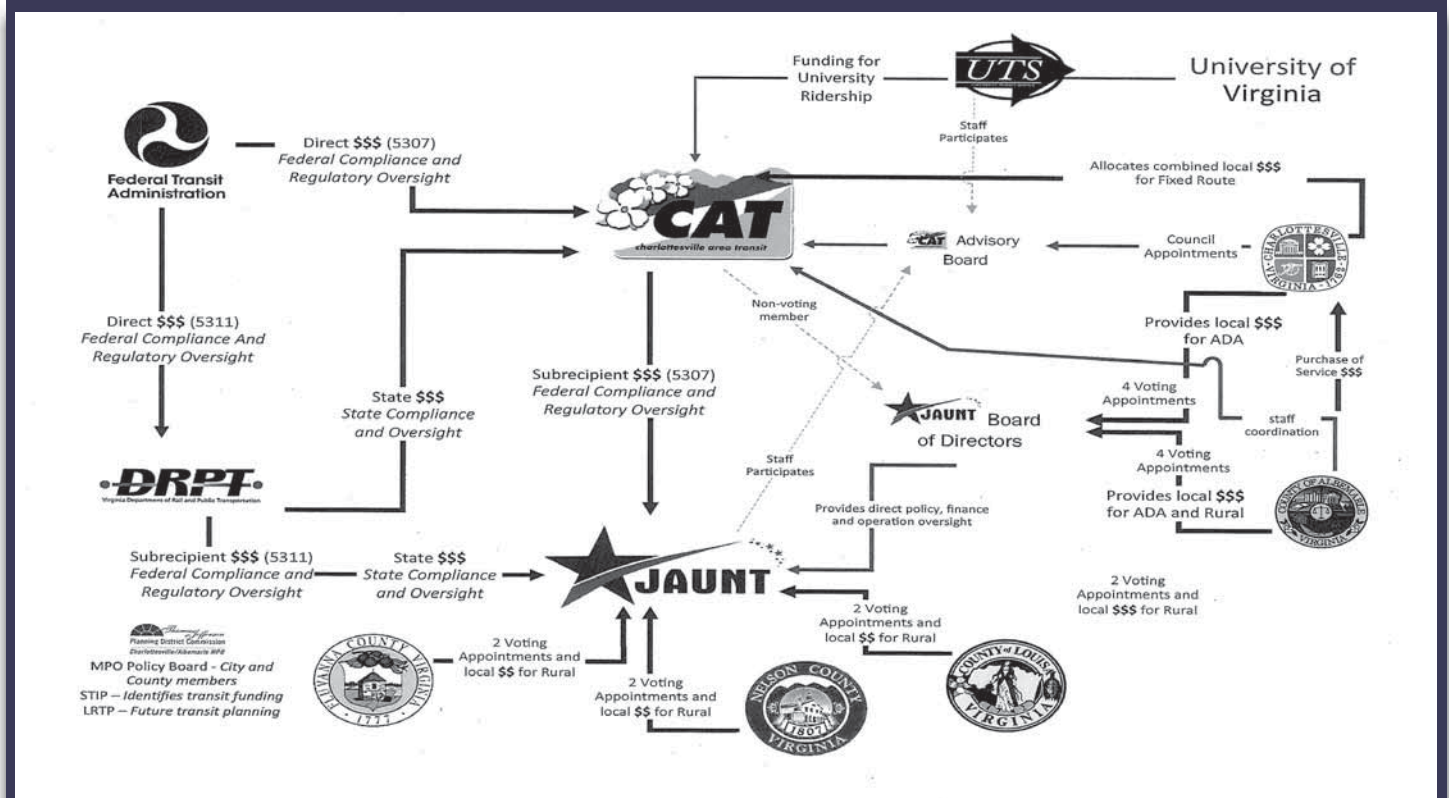 Funding for
University
Ridership
UTS
University of
Virginia
Staff
Participates
Federal Transit
Administration
Direct $$$ (5307)
Federal Compliance and
Regulatory Oversight
Allocates combined local $$$
for Fixed Route
CAT
charlottesville area transit
CAT Advisory
Board
Council
Appointments
CHARLOTTESVILLE
VIRGINIA - 1762
Non-voting
member
Provides local $$$
for ADA
Purchase of
Service $$$
Direct $$$ (5311)
Federal Compliance And
Regulatory Oversight
State $$$
State Compliance
and Oversight
Subrecipient $$$ (5307)
Federal Compliance and
Regulatory Oversight
4 Voting
Appointments
JAUNT Board
of Directors
staff
coordination
4 Voting
Appointments
Provides local $$$
for ADA and Rural
COUNTY OF ALBEMARLE
VIRGINIA
Staff
Participates
Provides direct policy, finance
and operation oversight
DRPT
Virginia Department of Rail and Public Transportation
Subrecipient $$$ (5311)
Federal Compliance and
Regulatory Oversight
State $$$
State Compliance
and Oversight
JAUNT
2 Voting
Appointments and
local $$$ for Rural
2 Voting
Appointments and
local $$ for Rural
Thomas Jefferson
Planning District Commission
Charlottesville/Albemarle MPO
MPO Policy Board - City and
County members
STIP – Identifies transit funding
LRTP – Future transit planning
FLUVANNA COUNTY VIRGINIA
· 1777 ·
2 Voting
Appointments and
local $$ for Rural
2 Voting
Appointments and
local $$ for Rural
NELSON COUNTY
1807
VIRGINIA
COUNTY of LOUISA
VIRGINIA